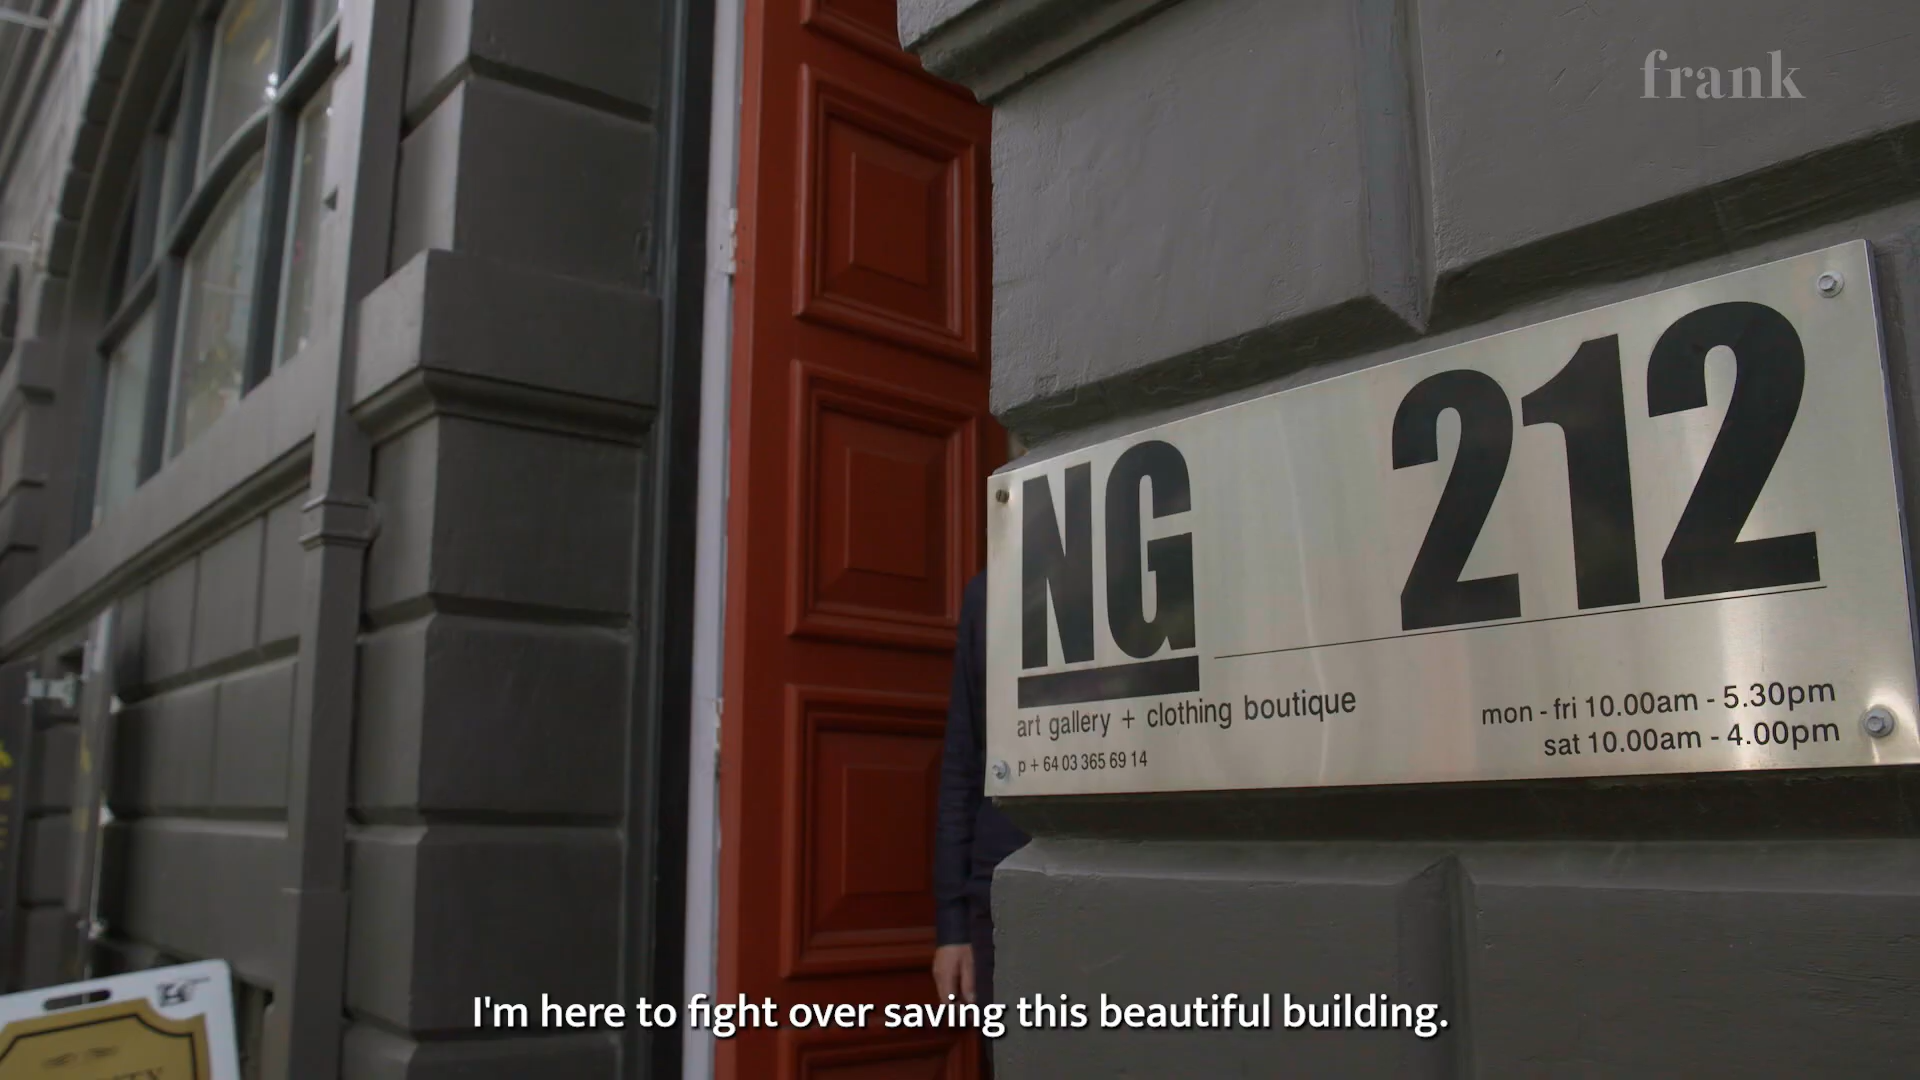 frank
NG 212
art gallery + clothing boutique
p + 64 03 365 69 14
mon - fri 10.00am - 5.30pm
sat 10.00am - 4.00pm
I'm here to fight over saving this beautiful building.